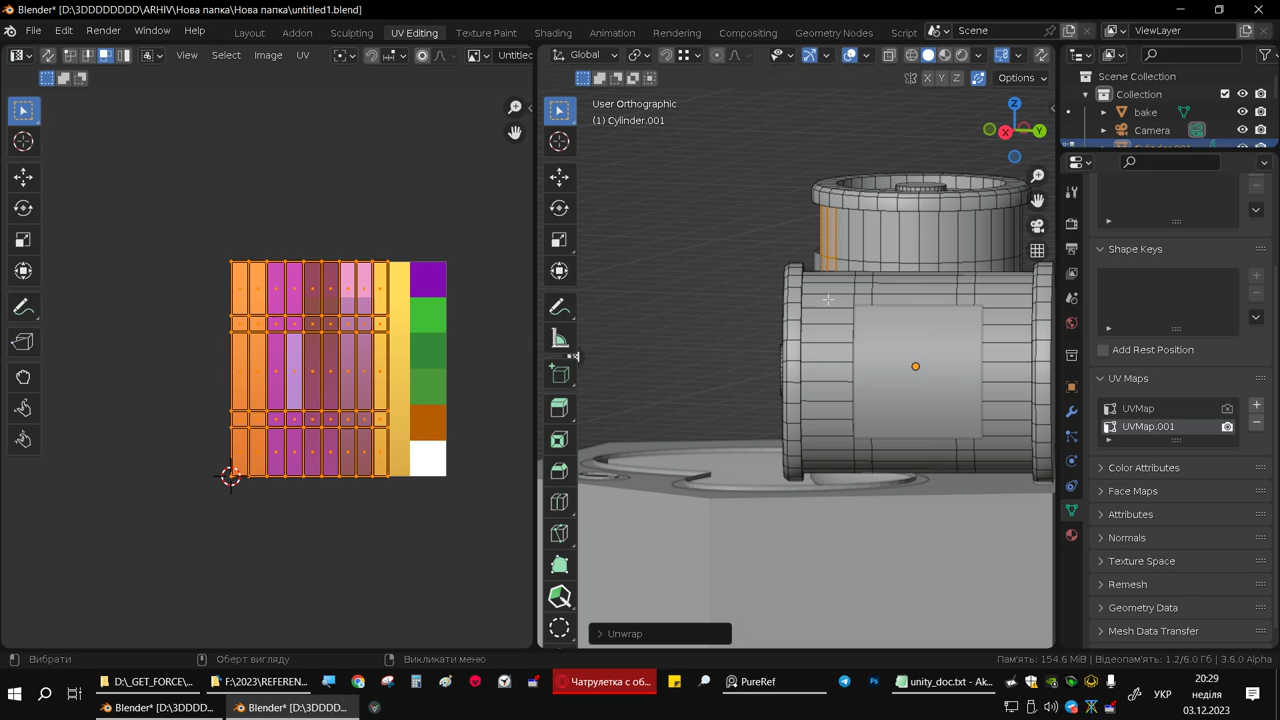 Blender* [D:\3DDDDDDDD\ARHIV\Нова папка\Нова папка\untitled1.blend]
File Edit Render Window Help Layout Addon Sculpting UV Editing Texture Paint Shading Animation Rendering Compositing Geometry Nodes Script Scene ViewLayer
View Select Image UV Untitlec Global
X Y Z Options
User Orthographic
(1) Cylinder.001
Z
X
Y
Scene Collection
Collection
bake
Camera
Shape Keys
Add Rest Position
UV Maps
UVMap
UVMap.001
Color Attributes
Face Maps
Attributes
Normals
Texture Space
Remesh
Geometry Data
Mesh Data Transfer
Unwrap
Вибрати Оберт вигляду Викликати меню Пам'ять: 154.6 MiB | Відеопам'ять: 1.2/6.0 Гі | 3.6.0 Alpha
D:\_GET_FORCE/... F:\2023\REFEREN... Чатрулетка с об... PureRef unity_doc.txt - Ak...
Blender* [D:\3DDDD... Blender* [D:\3DDDD...
УКР
20:29
неділя
03.12.2023